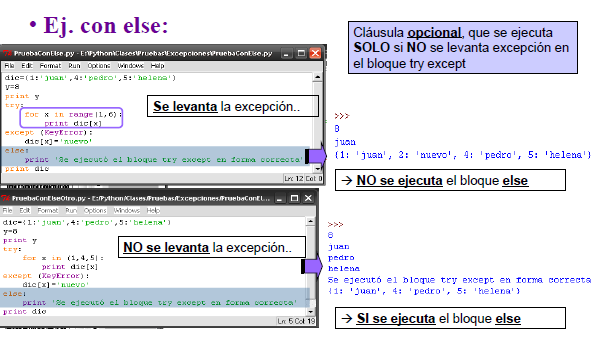 • Ej. con else:
Cláusula opcional, que se ejecuta
SOLO si NO se levanta excepción en
el bloque try except
PruebaConElse.py - E:\Python\Clases\Pruebas\Excepciones\PruebaConElse.py
File Edit Format Run Options Windows Help
dic={1:'juan',4:'pedro',5:'helena'}
y=8
print y
try:
for x in range(1,6):
print dic[x]
except (KeyError):
dic[x]='nuevo'
else:
print 'Se ejecutó el bloque try except en forma correcta'
print dic
Ln: 12 Col: 0
Se levanta la excepción..
>>>
8
juan
{1: 'juan', 2: 'nuevo', 4: 'pedro', 5: 'helena'}
→ NO se ejecuta el bloque else
PruebaConElseOtro.py - E:/Python/Clases/Pruebas/Excepciones/PruebaConEl...
File Edit Format Run Options Windows Help
dic={1:'juan',4:'pedro',5:'helena'}
y=8
print y
try:
for x in (1,4,5):
print dic[x]
except (KeyError):
dic[x]='nuevo'
else:
print 'Se ejecutó el bloque try except en forma correcta'
print dic
Ln: 5 Col: 19
NO se levanta la excepción..
>>>
8
juan
pedro
helena
Se ejecutó el bloque try except en forma correcta
{1: 'juan', 4: 'pedro', 5: 'helena'}
→ SI se ejecuta el bloque else